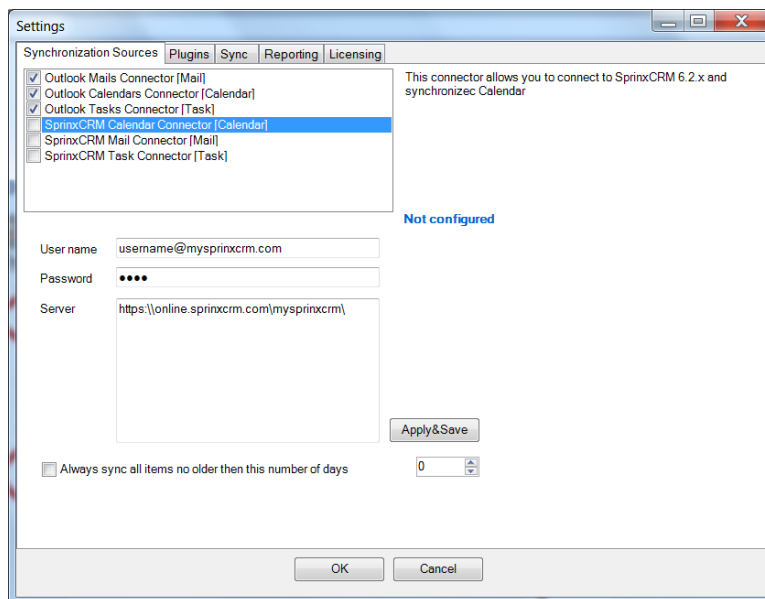 Settings
Synchronization Sources Plugins Sync Reporting Licensing
Outlook Mails Connector [Mail]
Outlook Calendars Connector [Calendar]
Outlook Tasks Connector [Task]
SprinxCRM Calendar Connector [Calendar]
SprinxCRM Mail Connector [Mail]
SprinxCRM Task Connector [Task]
This connector allows you to connect to SprinxCRM 6.2.x and
synchronizec Calendar
Not configured
User name username@mysprinxcrm.com
Password ●●●●
Server https:\\online.sprinxcrm.com\mysprinxcrm\
Apply&Save
Always sync all items no older then this number of days 0
OK Cancel